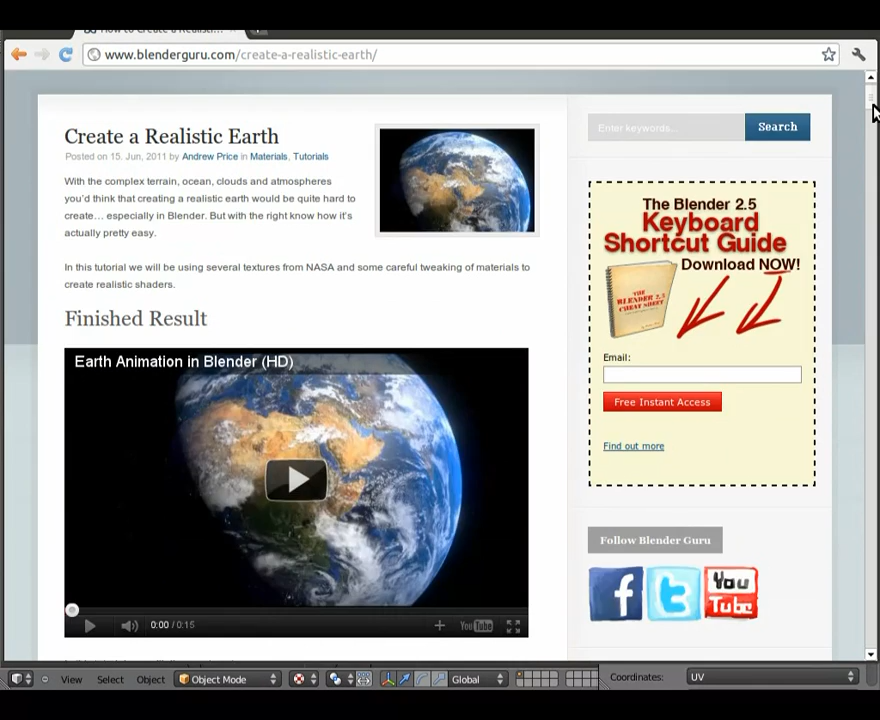 www.blenderguru.com/create-a-realistic-earth/
Create a Realistic Earth
Posted on 15. Jun, 2011 by Andrew Price in Materials, Tutorials
With the complex terrain, ocean, clouds and atmospheres
you'd think that creating a realistic earth would be quite hard to
create… especially in Blender. But with the right know how it's
actually pretty easy.
In this tutorial we will be using several textures from NASA and some careful tweaking of materials to
create realistic shaders.
Finished Result
Earth Animation in Blender (HD)
0:00 / 0:15
YouTube
Enter keywords...
Search
The Blender 2.5
Keyboard
Shortcut Guide
Download NOW!
THE
BLENDER 2.5
CHEAT SHEET
Email:
Free Instant Access
Find out more
Follow Blender Guru
f
t
You
Tube
View Select Object Object Mode Global Coordinates: UV